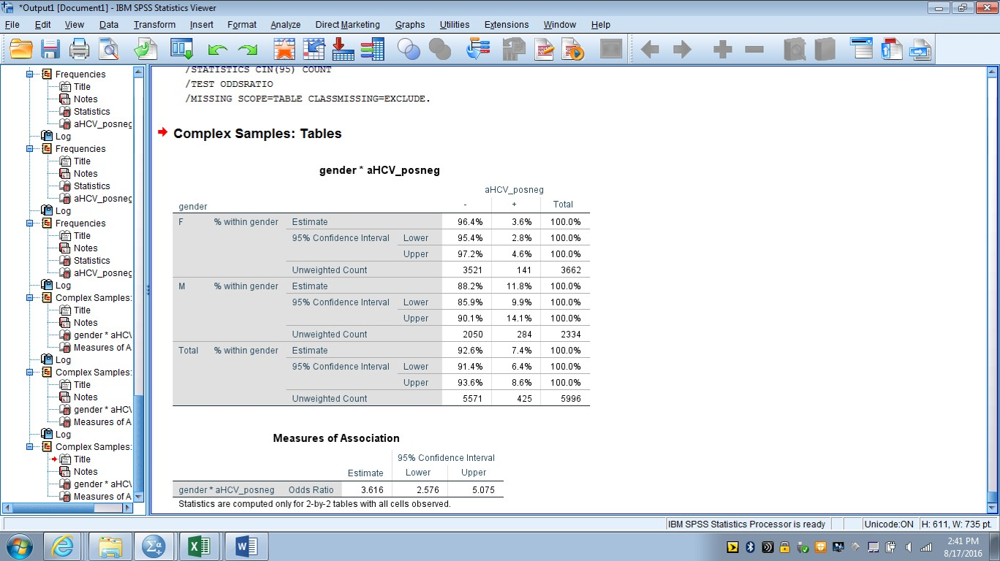 *Output1 [Document1] - IBM SPSS Statistics Viewer
File Edit View Data Transform Insert Format Analyze Direct Marketing Graphs Utilities Extensions Window Help
Frequencies
Title
Notes
Statistics
aHCV_posneg
Log
Frequencies
Title
Notes
Statistics
aHCV_posneg
Log
Frequencies
Title
Notes
Statistics
aHCV_posneg
Log
Complex Samples:
Title
Notes
gender * aHCV
Measures of A
Log
Complex Samples:
Title
Notes
gender * aHCV
Measures of A
Log
Complex Samples:
Title
Notes
gender * aHCV
Measures of A
/STATISTICS CIN(95) COUNT
/TEST ODDSRATIO
/MISSING SCOPE=TABLE CLASSMISSING=EXCLUDE.
Complex Samples: Tables
gender * aHCV_posneg
aHCV_posneg
gender - + Total
F % within gender Estimate 96.4% 3.6% 100.0%
95% Confidence Interval Lower 95.4% 2.8% 100.0%
Upper 97.2% 4.6% 100.0%
Unweighted Count 3521 141 3662
M % within gender Estimate 88.2% 11.8% 100.0%
95% Confidence Interval Lower 85.9% 9.9% 100.0%
Upper 90.1% 14.1% 100.0%
Unweighted Count 2050 284 2334
Total % within gender Estimate 92.6% 7.4% 100.0%
95% Confidence Interval Lower 91.4% 6.4% 100.0%
Upper 93.6% 8.6% 100.0%
Unweighted Count 5571 425 5996
Measures of Association
95% Confidence Interval
Estimate Lower Upper
gender * aHCV_posneg Odds Ratio 3.616 2.576 5.075
Statistics are computed only for 2-by-2 tables with all cells observed.
IBM SPSS Statistics Processor is ready Unicode:ON H: 611, W: 735 pt.
2:41 PM
8/17/2016